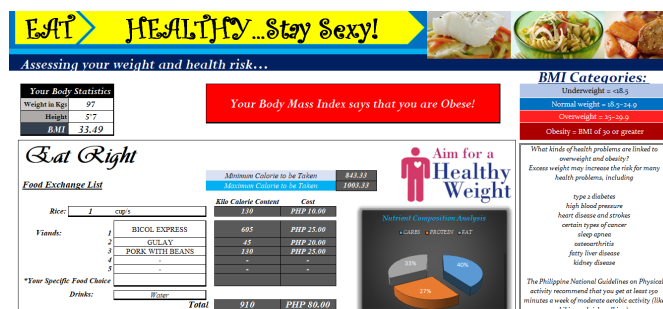 EAT HEALTHY...Stay Sexy!
Assessing your weight and health risk...
Your Body Statistics
Weight in Kgs 97
Height 5'7
BMI 33.49
Your Body Mass Index says that you are Obese!
BMI Categories:
Underweight = <18.5
Normal weight = 18.5-24.9
Overweight = 25-29.9
Obesity = BMI of 30 or greater
Eat Right
Minimum Calorie to be Taken 843.33
Maximum Calorie to be Taken 1003.33
Aim for a
Healthy
Weight
Food Exchange List
Kilo Calorie Content Cost
Rice: 1 cup/s 130 PHP 10.00
Viands: 1 BICOL EXPRESS 605 PHP 25.00
2 GULAY 45 PHP 20.00
3 PORK WITH BEANS 130 PHP 25.00
4 - - -
5 - - -
*Your Specific Food Choice
Drinks: Water
Total 910 PHP 80.00
Nutrient Composition Analysis
CARBS PROTEIN FAT
33%
40%
27%
What kinds of health problems are linked to
overweight and obesity?
Excess weight may increase the risk for many
health problems, including
type 2 diabetes
high blood pressure
heart disease and strokes
certain types of cancer
sleep apnea
osteoarthritis
fatty liver disease
kidney disease
The Philippine National Guidelines on Physical
activity recommend that you get at least 150
minutes a week of moderate aerobic activity (like